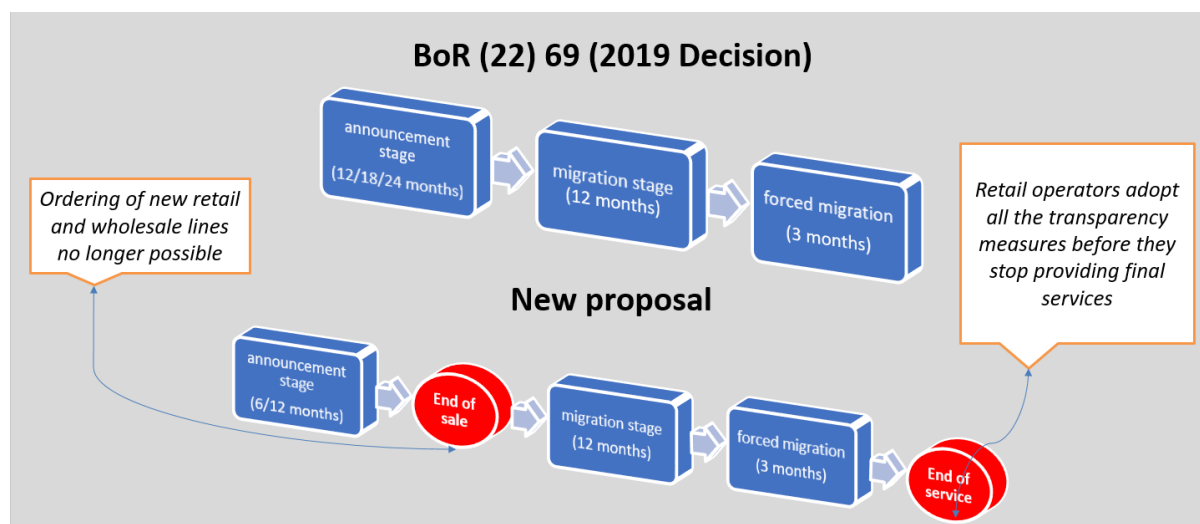 BoR (22) 69 (2019 Decision)
announcement
stage
(12/18/24 months)
migration stage
(12 months)
forced migration
(3 months)
Ordering of new retail
and wholesale lines
no longer possible
Retail operators adopt
all the transparency
measures before they
stop providing final
services
New proposal
announcement
stage
(6/12 months)
End of
sale
migration stage
(12 months)
forced migration
(3 months)
End of
service